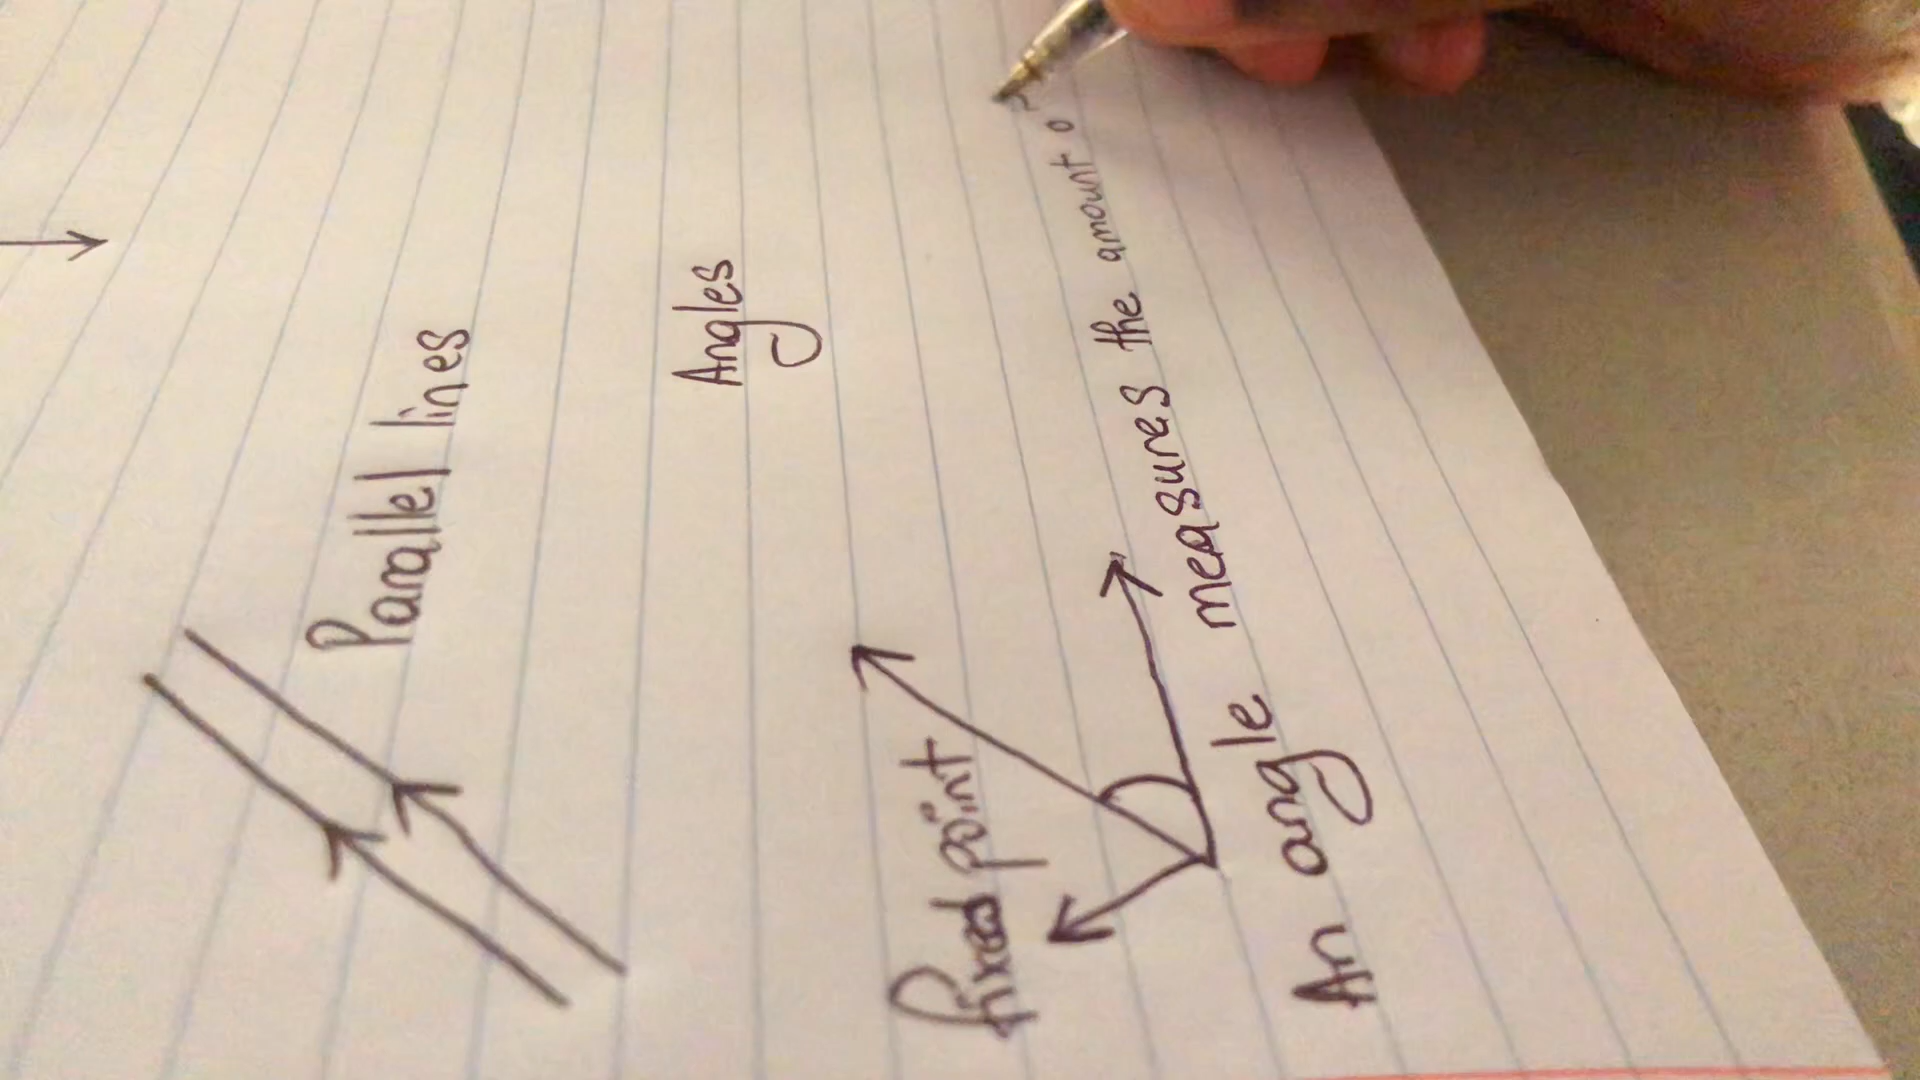 Parallel lines
Angles
fixed point
An angle measures the amount o